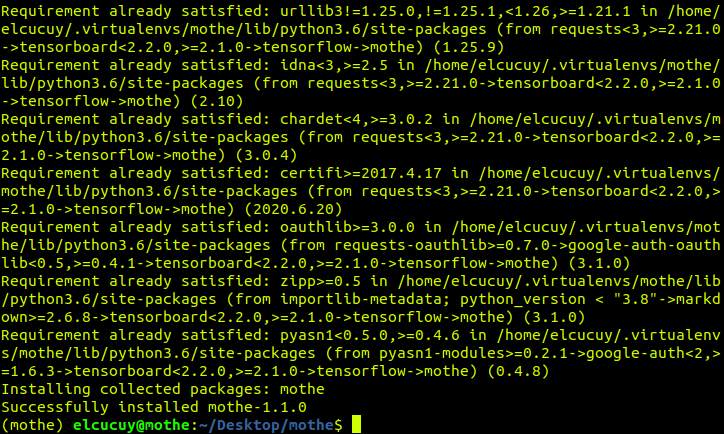 Requirement already satisfied: urllib3!=1.25.0,!=1.25.1,<1.26,>=1.21.1 in /home/
elcucuy/.virtualenvs/mothe/lib/python3.6/site-packages (from requests<3,>=2.21.0
->tensorboard<2.2.0,>=2.1.0->tensorflow->mothe) (1.25.9)
Requirement already satisfied: idna<3,>=2.5 in /home/elcucuy/.virtualenvs/mothe/
lib/python3.6/site-packages (from requests<3,>=2.21.0->tensorboard<2.2.0,>=2.1.0
->tensorflow->mothe) (2.10)
Requirement already satisfied: chardet<4,>=3.0.2 in /home/elcucuy/.virtualenvs/m
othe/lib/python3.6/site-packages (from requests<3,>=2.21.0->tensorboard<2.2.0,>=
2.1.0->tensorflow->mothe) (3.0.4)
Requirement already satisfied: certifi>=2017.4.17 in /home/elcucuy/.virtualenvs/
mothe/lib/python3.6/site-packages (from requests<3,>=2.21.0->tensorboard<2.2.0,>
=2.1.0->tensorflow->mothe) (2020.6.20)
Requirement already satisfied: oauthlib>=3.0.0 in /home/elcucuy/.virtualenvs/mot
he/lib/python3.6/site-packages (from requests-oauthlib>=0.7.0->google-auth-oauth
lib<0.5,>=0.4.1->tensorboard<2.2.0,>=2.1.0->tensorflow->mothe) (3.1.0)
Requirement already satisfied: zipp>=0.5 in /home/elcucuy/.virtualenvs/mothe/lib
/python3.6/site-packages (from importlib-metadata; python_version < "3.8"->markd
own>=2.6.8->tensorboard<2.2.0,>=2.1.0->tensorflow->mothe) (3.1.0)
Requirement already satisfied: pyasn1<0.5.0,>=0.4.6 in /home/elcucuy/.virtualenv
s/mothe/lib/python3.6/site-packages (from pyasn1-modules>=0.2.1->google-auth<2,>
=1.6.3->tensorboard<2.2.0,>=2.1.0->tensorflow->mothe) (0.4.8)
Installing collected packages: mothe
Successfully installed mothe-1.1.0
(mothe) elcucuy@mothe:~/Desktop/mothe$